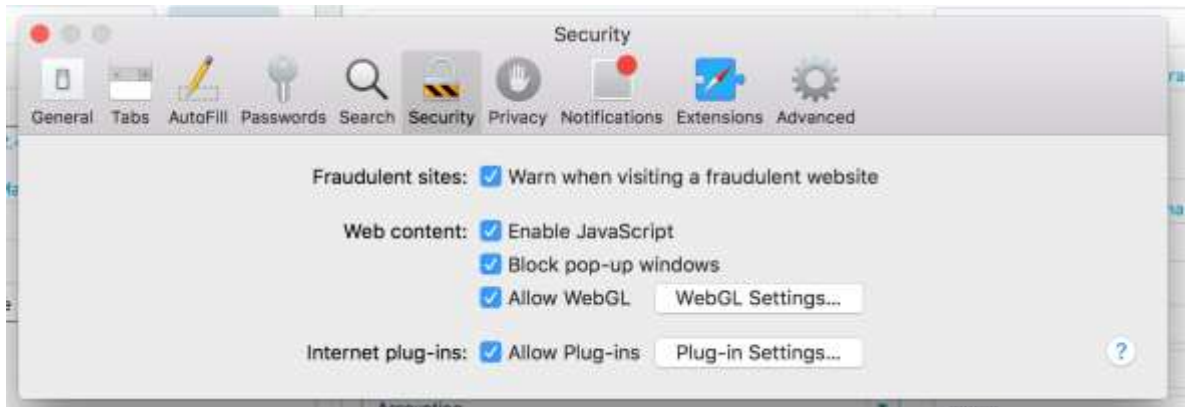 Security
General Tabs AutoFill Passwords Search Security Privacy Notifications Extensions Advanced
Fraudulent sites: Warn when visiting a fraudulent website
Web content: Enable JavaScript
Block pop-up windows
Allow WebGL WebGL Settings...
Internet plug-ins: Allow Plug-ins Plug-in Settings... ?